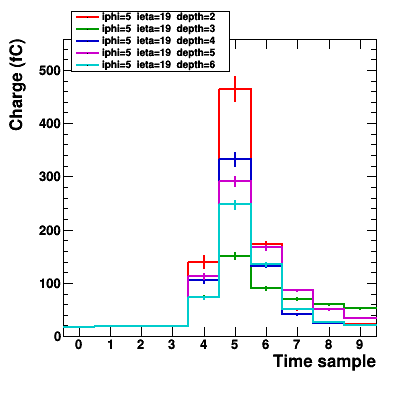 iphi=5 ieta=19 depth=2
iphi=5 ieta=19 depth=3
iphi=5 ieta=19 depth=4
iphi=5 ieta=19 depth=5
iphi=5 ieta=19 depth=6
Charge (fC)
500
400
300
200
100
0
0 1 2 3 4 5 6 7 8 9
Time sample